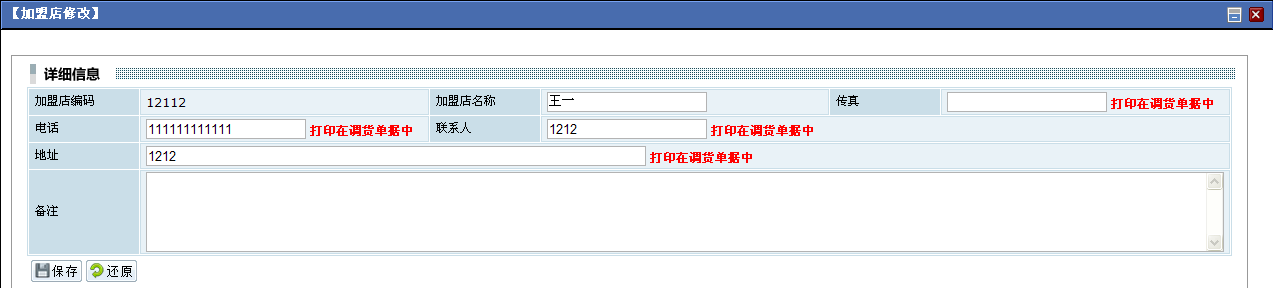 【加盟店修改】
详细信息
加盟店编码 12112 加盟店名称 王一 传真 打印在调货单据中
电话 111111111111 打印在调货单据中 联系人 1212 打印在调货单据中
地址 1212 打印在调货单据中
备注
保存 还原